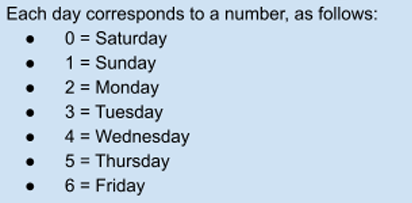 Each day corresponds to a number, as follows:
● 0 = Saturday
● 1 = Sunday
● 2 = Monday
● 3 = Tuesday
● 4 = Wednesday
● 5 = Thursday
● 6 = Friday